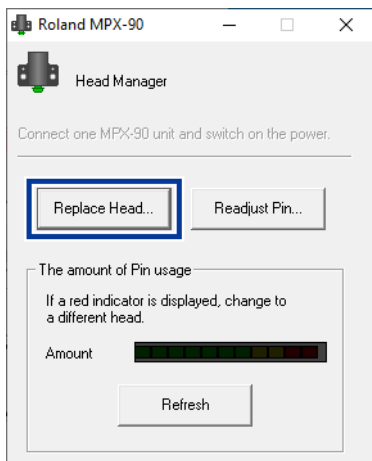 Roland MPX-90
Head Manager
Connect one MPX-90 unit and switch on the power.
Replace Head...
Readjust Pin...
The amount of Pin usage
If a red indicator is displayed, change to
a different head.
Amount
Refresh